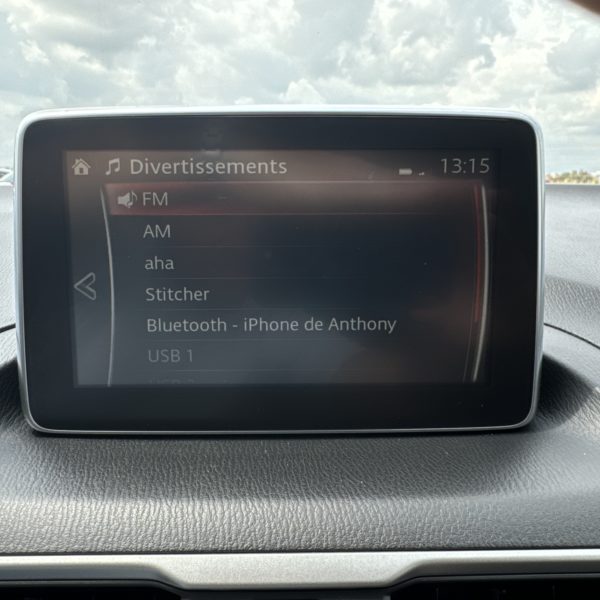 Divertissements 13:15
FM
AM
aha
Stitcher
Bluetooth - iPhone de Anthony
USB 1